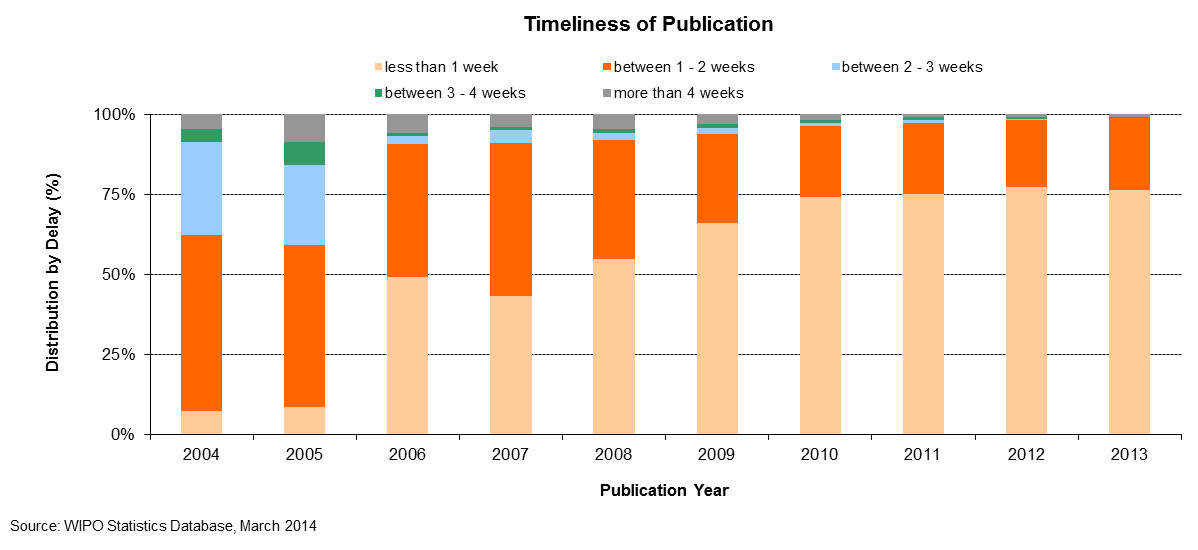 Timeliness of Publication
less than 1 week between 1 - 2 weeks between 2 - 3 weeks
between 3 - 4 weeks more than 4 weeks
Distribution by Delay (%)
100%
75%
50%
25%
0%
2004 2005 2006 2007 2008 2009 2010 2011 2012 2013
Publication Year
Source: WIPO Statistics Database, March 2014